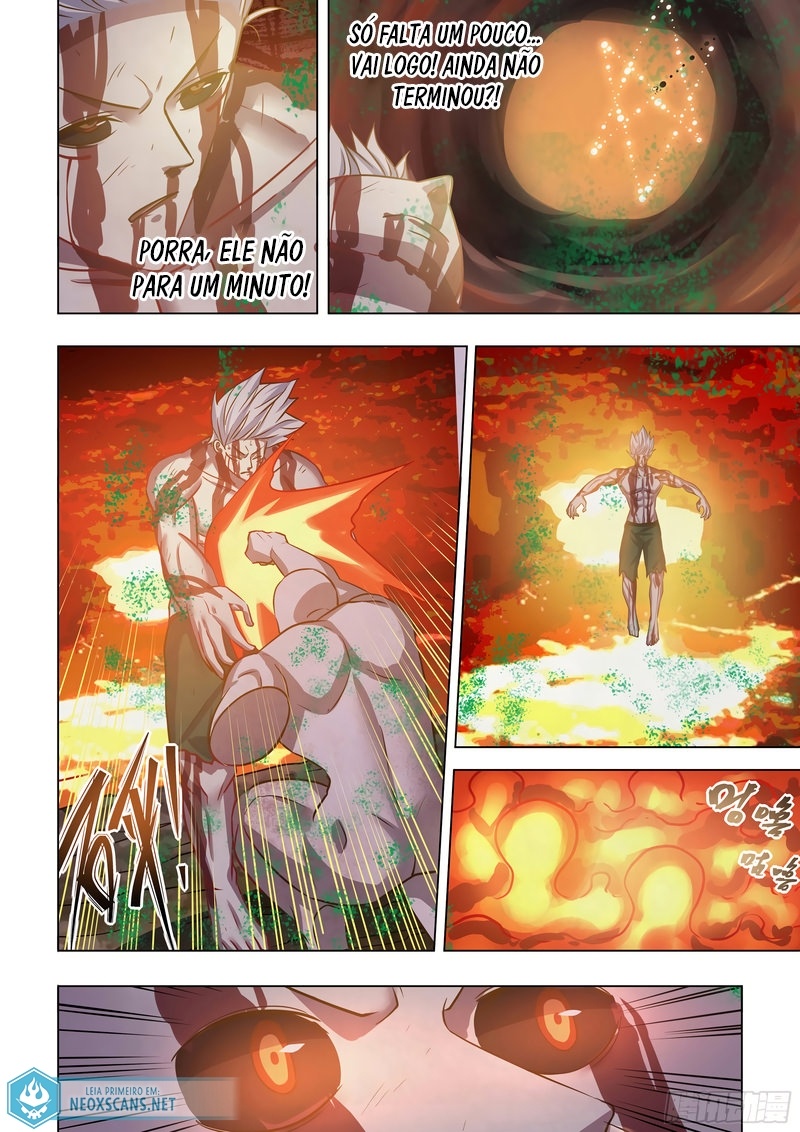 PORRA, ELE NÃO
PARA UM MINUTO!
SÓ FALTA UM POUCO...
VAI LOGO! AINDA NÃO
TERMINOU?!
LEIA PRIMEIRO EM:
NEOXSCANS.NET